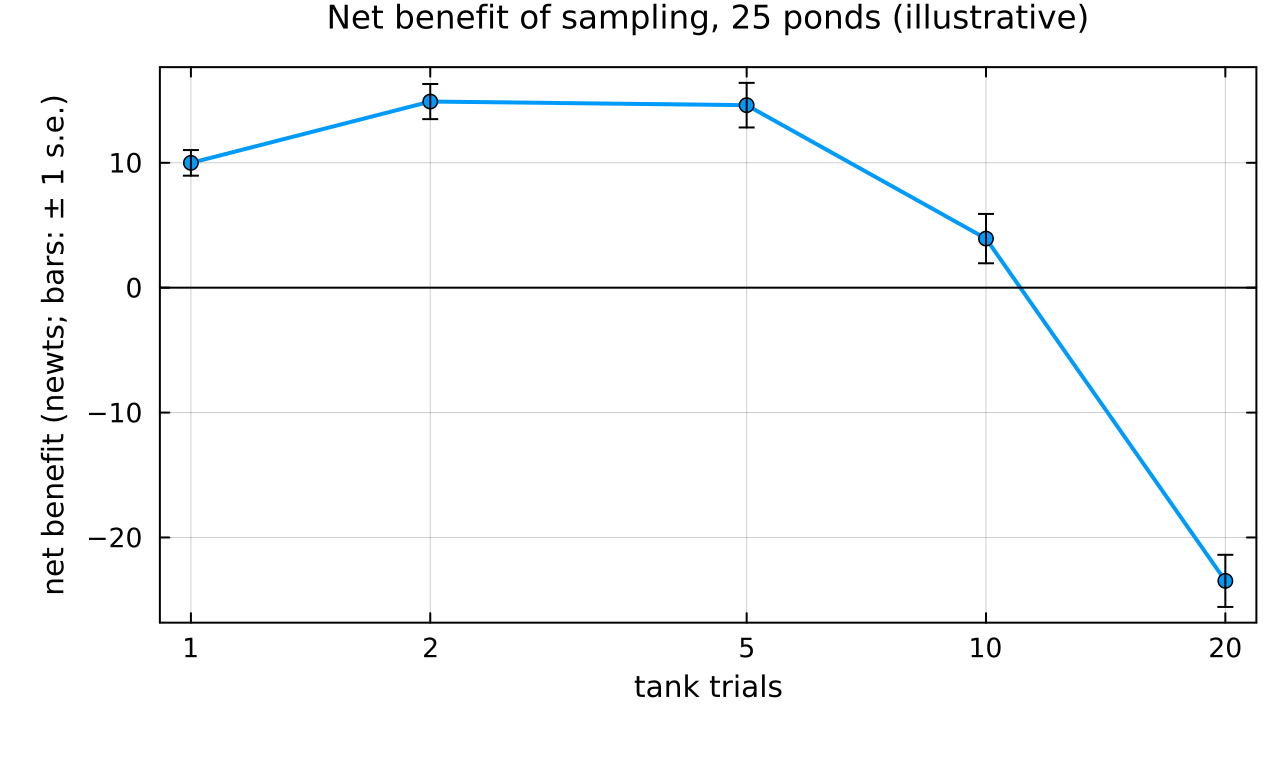 Net benefit of sampling, 25 ponds (illustrative)
net benefit (newts; bars: ± 1 s.e.)
10
0
−10
−20
1 2 5 10 20
tank trials